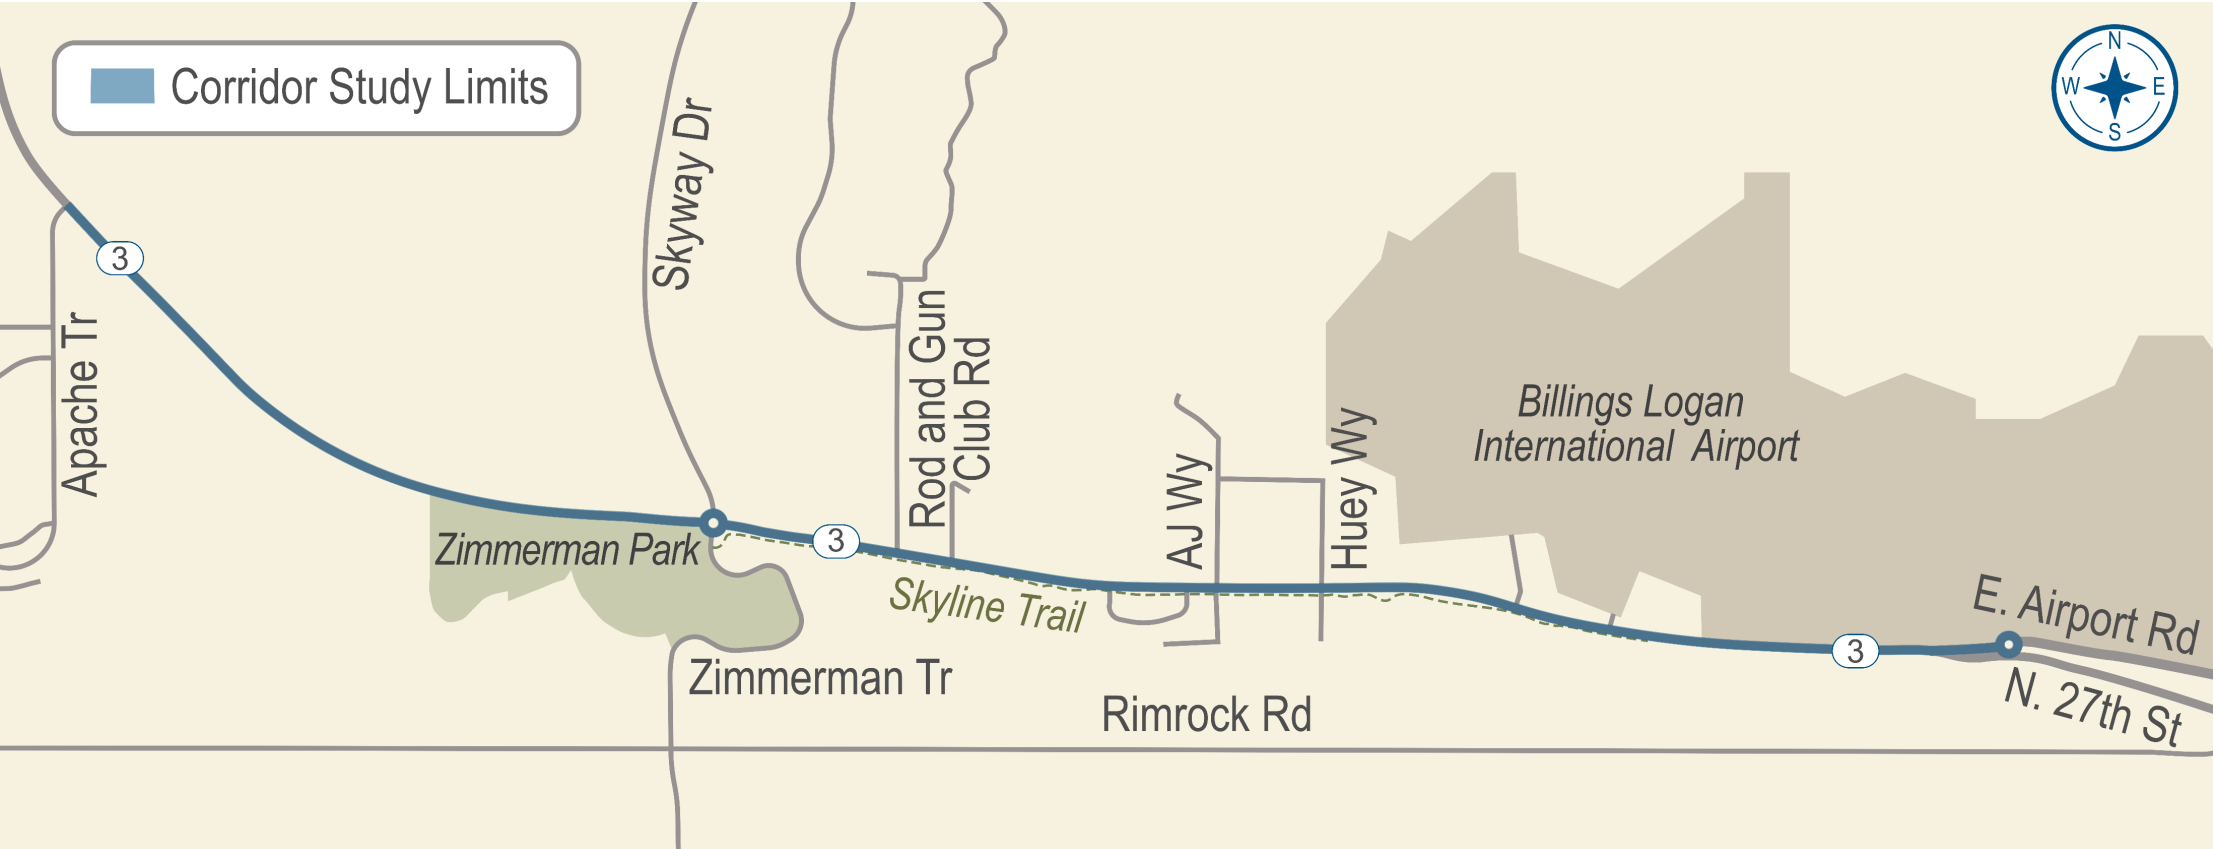 Corridor Study Limits
N
W
E
S
Skyway Dr
3
Apache Tr
Rod and Gun
Club Rd
Billings Logan
International Airport
AJ Wy
Huey Wy
Zimmerman Park
3
Skyline Trail
E. Airport Rd
3
Zimmerman Tr
N. 27th St
Rimrock Rd